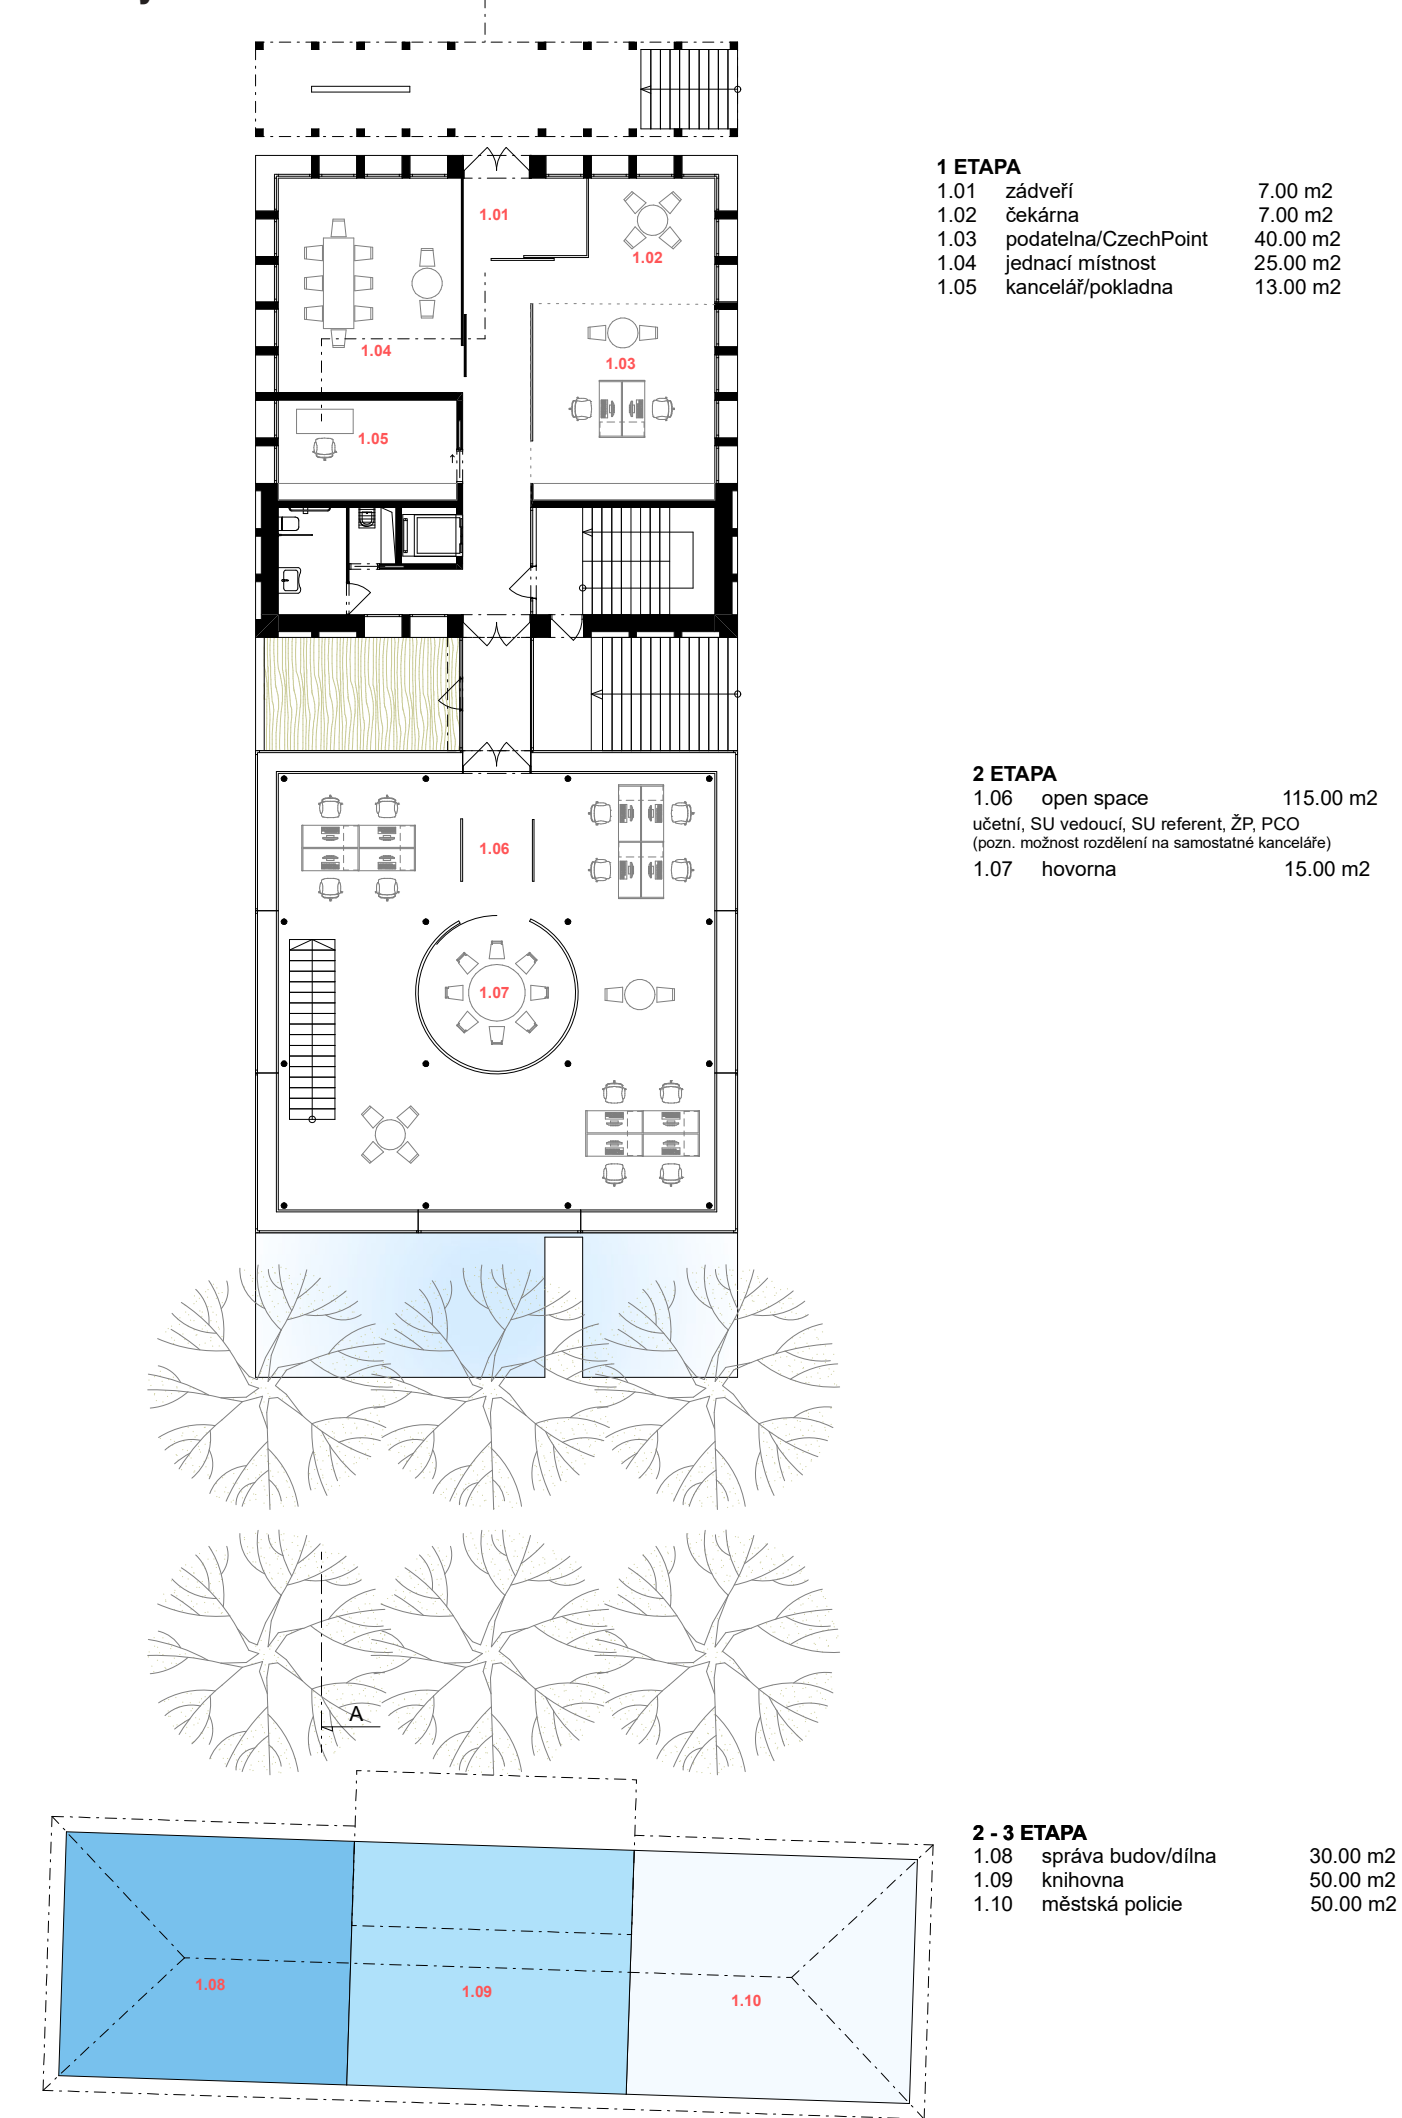 1 ETAPA
1.01 zádveří 7.00 m2
1.02 čekárna 7.00 m2
1.03 podatelna/CzechPoint 40.00 m2
1.04 jednací místnost 25.00 m2
1.05 kancelář/pokladna 13.00 m2
1.01
1.02
1.04
1.03
1.05
2 ETAPA
1.06 open space 115.00 m2
učetní, SU vedoucí, SU referent, ŽP, PCO
(pozn. možnost rozdělení na samostatné kanceláře)
1.07 hovorna 15.00 m2
1.06
1.07
A
2 - 3 ETAPA
1.08 správa budov/dílna 30.00 m2
1.09 knihovna 50.00 m2
1.10 městská policie 50.00 m2
1.08
1.09
1.10